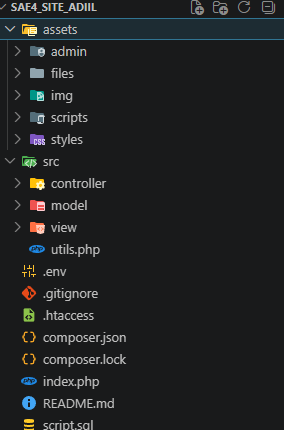 SAE4_SITE_ADIIL
assets
admin
files
img
scripts
styles
src
controller
model
view
utils.php
.env
.gitignore
.htaccess
composer.json
composer.lock
index.php
README.md
script.sql